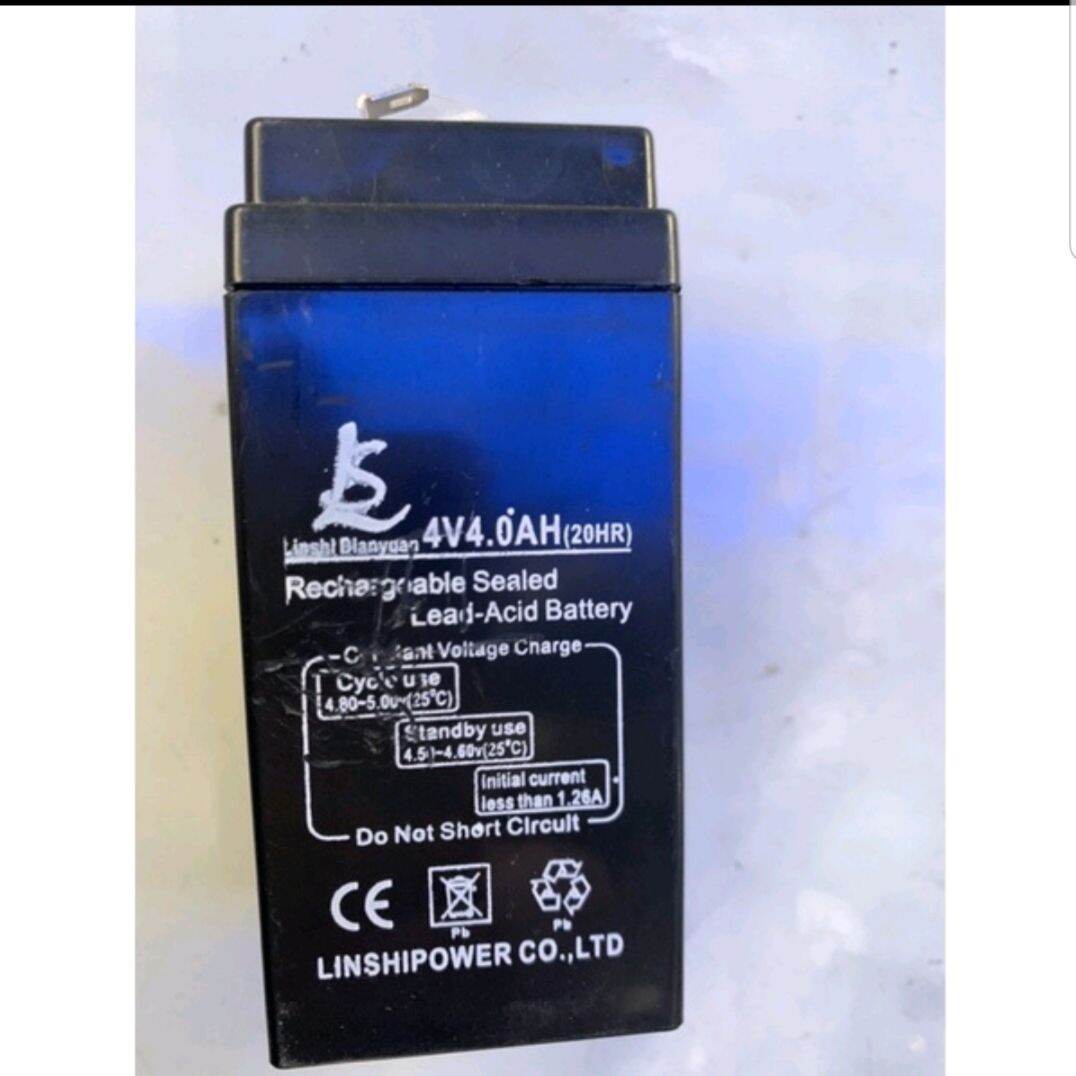 LS
Linshi Dianyuan 4V4.0AH(20HR)
Rechargeable Sealed
Lead-Acid Battery
Constant Voltage Charge
Cycle use
4.80-5.00v(25°C)
Standby use
4.50-4.60v(25°C)
Initial current
less than 1.26A
Do Not Short Circuit
CE
Pb Pb
LINSHIPOWER CO.,LTD